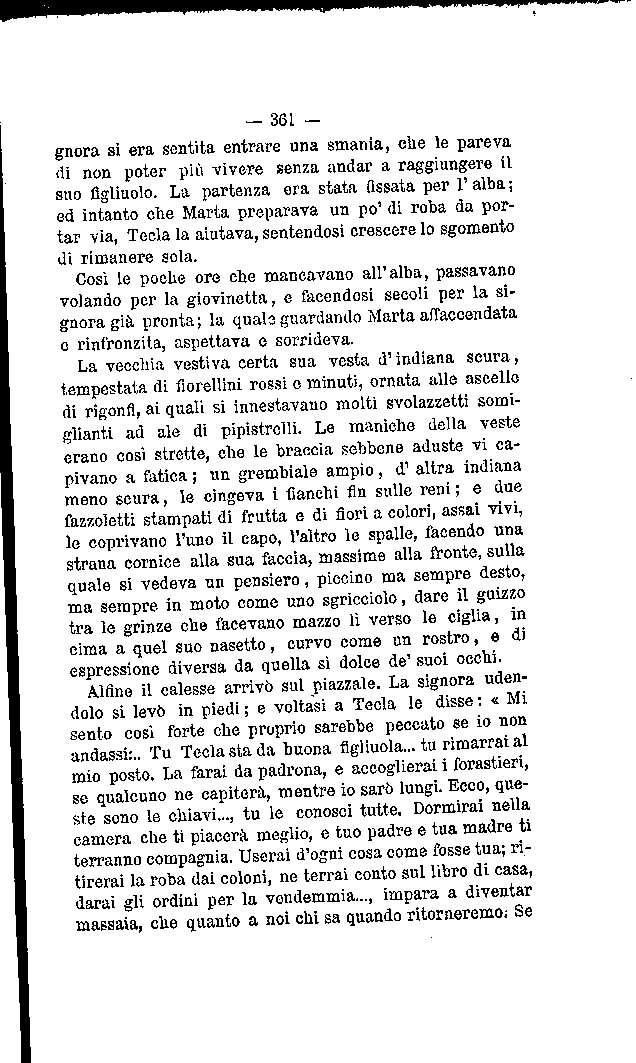 — 361 —
gnora si era sentita entrare una smania, che le pareva
di non poter più vivere senza andar a raggiungere il
suo figliuolo. La partenza era stata fissata per l' alba;
ed intanto che Marta preparava un po' di roba da por-
tar via, Tecla la aiutava, sentendosi crescere lo sgomento
di rimanere sola.
Così le poche ore che mancavano all'alba, passavano
volando per la giovinetta, e facendosi secoli per la si-
gnora già pronta; la quale guardando Marta affaccendata
e rinfronzita, aspettava e sorrideva.
La vecchia vestiva certa sua vesta d' indiana scura,
tempestata di fiorellini rossi e minuti, ornata alle ascelle
di rigonfi, ai quali si innestavano molti svolazzetti somi-
glianti ad ale di pipistrelli. Le maniche della veste
erano così strette, che le braccia sebbene aduste vi ca-
pivano a fatica; un grembiale ampio, d' altra indiana
meno scura, le cingeva i fianchi fin sulle reni; e due
fazzoletti stampati di frutta e di fiori a colori, assai vivi,
le coprivano l'uno il capo, l'altro le spalle, facendo una
strana cornice alla sua faccia, massime alla fronte, sulla
quale si vedeva un pensiero, piccino ma sempre desto,
ma sempre in moto come uno sgricciolo, dare il guizzo
tra le grinze che facevano mazzo lì verso le ciglia, in
cima a quel suo nasetto, curvo come un rostro, e di
espressione diversa da quella sì dolce de' suoi occhi.
Alfine il calesse arrivò sul piazzale. La signora uden-
dolo si levò in piedi; e voltasi a Tecla le disse: « Mi
sento così forte che proprio sarebbe peccato se io non
andassi:.. Tu Tecla sta da buona figliuola... tu rimarrai al
mio posto. La farai da padrona, e accoglierai i forastieri,
se qualcuno ne capiterà, mentre io sarò lungi. Ecco, que-
ste sono le chiavi..., tu le conosci tutte. Dormirai nella
camera che ti piacerà meglio, e tuo padre e tua madre ti
terranno compagnia. Userai d'ogni cosa come fosse tua; ri-
tirerai la roba dai coloni, ne terrai conto sul libro di casa,
darai gli ordini per la vendemmia..., impara a diventar
massaia, che quanto a noi chi sa quando ritorneremo. Se